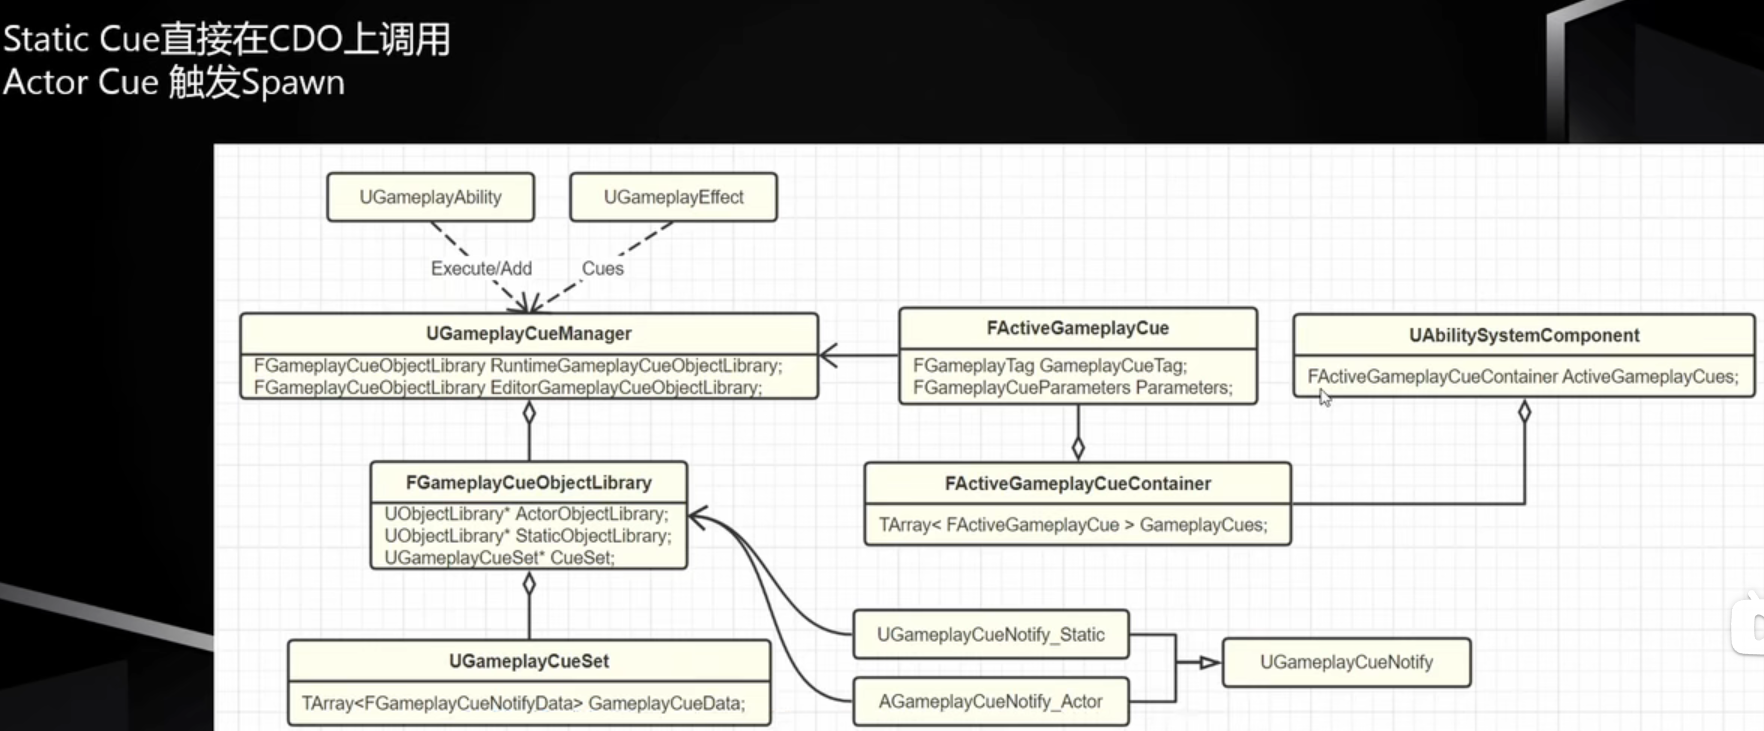 Static Cue直接在CDO上调用
Actor Cue 触发Spawn
UGameplayAbility
UGameplayEffect
Execute/Add
Cues
UGameplayCueManager
FGameplayCueObjectLibrary RuntimeGameplayCueObjectLibrary;
FGameplayCueObjectLibrary EditorGameplayCueObjectLibrary;
FActiveGameplayCue
FGameplayTag GameplayCueTag;
FGameplayCueParameters Parameters;
UAbilitySystemComponent
FActiveGameplayCueContainer ActiveGameplayCues;
FGameplayCueObjectLibrary
UObjectLibrary* ActorObjectLibrary;
UObjectLibrary* StaticObjectLibrary;
UGameplayCueSet* CueSet;
FActiveGameplayCueContainer
TArray< FActiveGameplayCue > GameplayCues;
UGameplayCueSet
TArray<FGameplayCueNotifyData> GameplayCueData;
UGameplayCueNotify_Static
AGameplayCueNotify_Actor
UGameplayCueNotify